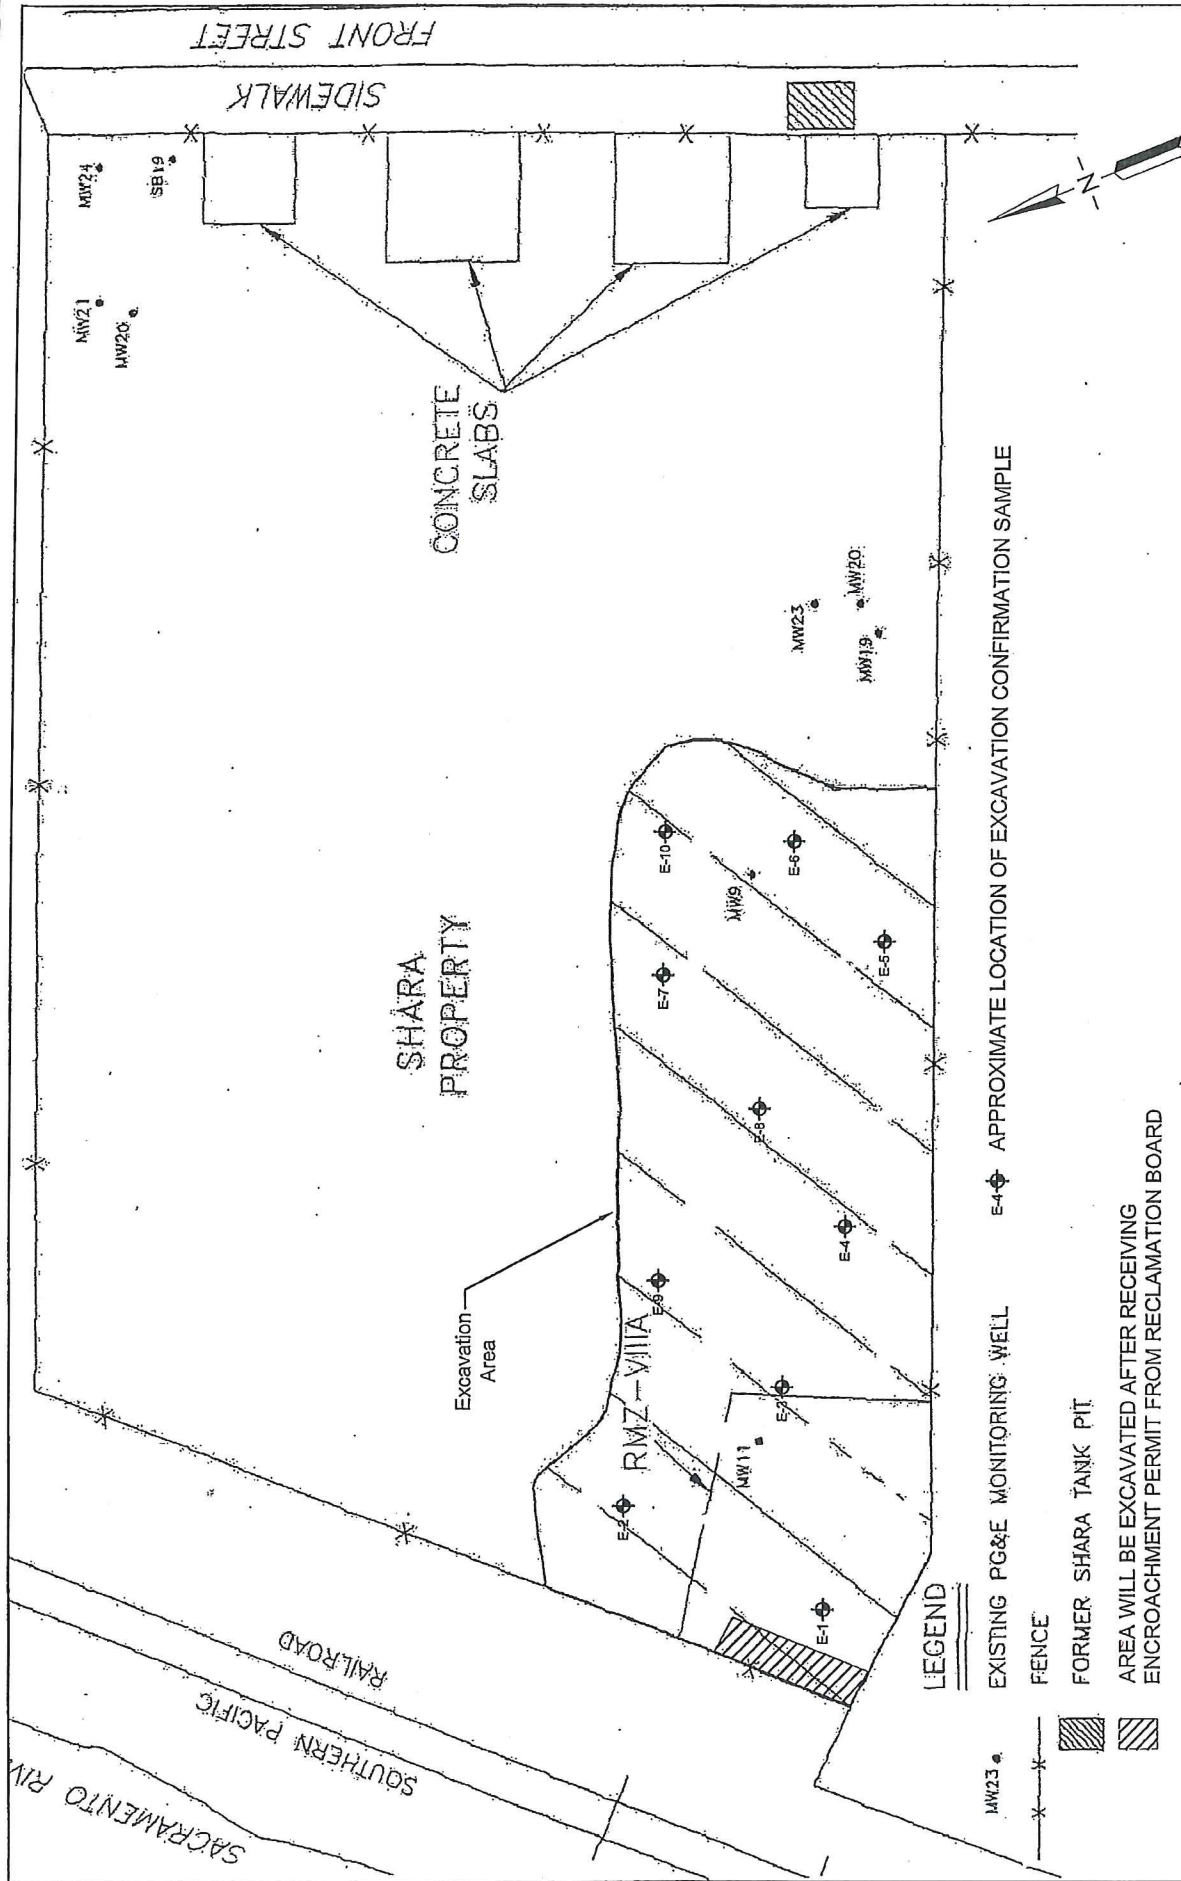 FRONT STREET
SIDEWALK
MW24
SB19
MW21
MW20
CONCRETE
SLABS
MW23
MW20
MW19
SHARA
PROPERTY
Excavation
Area
RMZ-VIIIA
E-10
E-6
MW9
E-5
E-7
E-8
E-4
E-9
E-3
MW11
E-2
E-1
SOUTHERN PACIFIC
RAILROAD
SACRAMENTO RIV
-N-
LEGEND
MW23 EXISTING PG&E MONITORING WELL
FENCE
FORMER SHARA TANK PIT
AREA WILL BE EXCAVATED AFTER RECEIVING
ENCROACHMENT PERMIT FROM RECLAMATION BOARD
E-4 APPROXIMATE LOCATION OF EXCAVATION CONFIRMATION SAMPLE